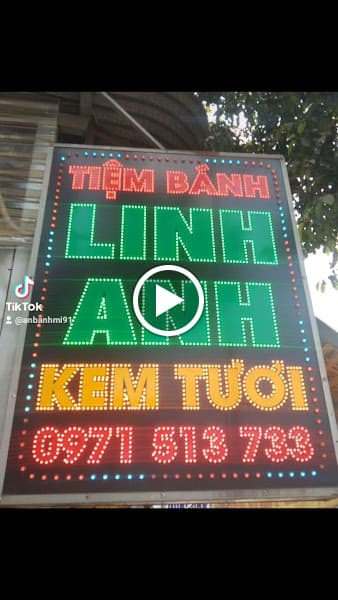 TIỆM BÁNH
LINH
ANH
KEM TƯƠI
0971 513 733
TikTok
@anbanhmi91